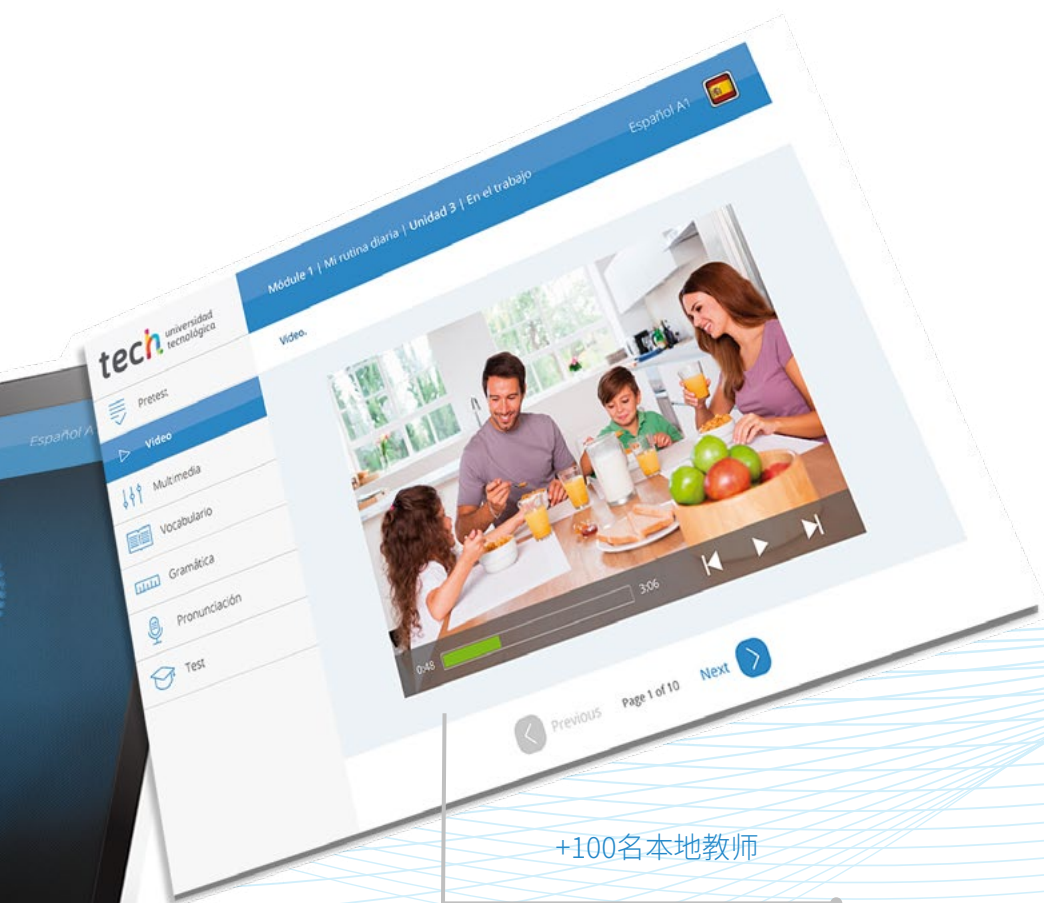 Español A1
Módule 1 | Mi rutina diaria | Unidad 3 | En el trabajo
tech universidad
tecnológica
Video.
Pretest
Video
Multimedia
Vocabulario
Gramática
Pronunciación
Test
Español A
0:48
3:06
Previous
Page 1 of 10
Next
+100名本地教师